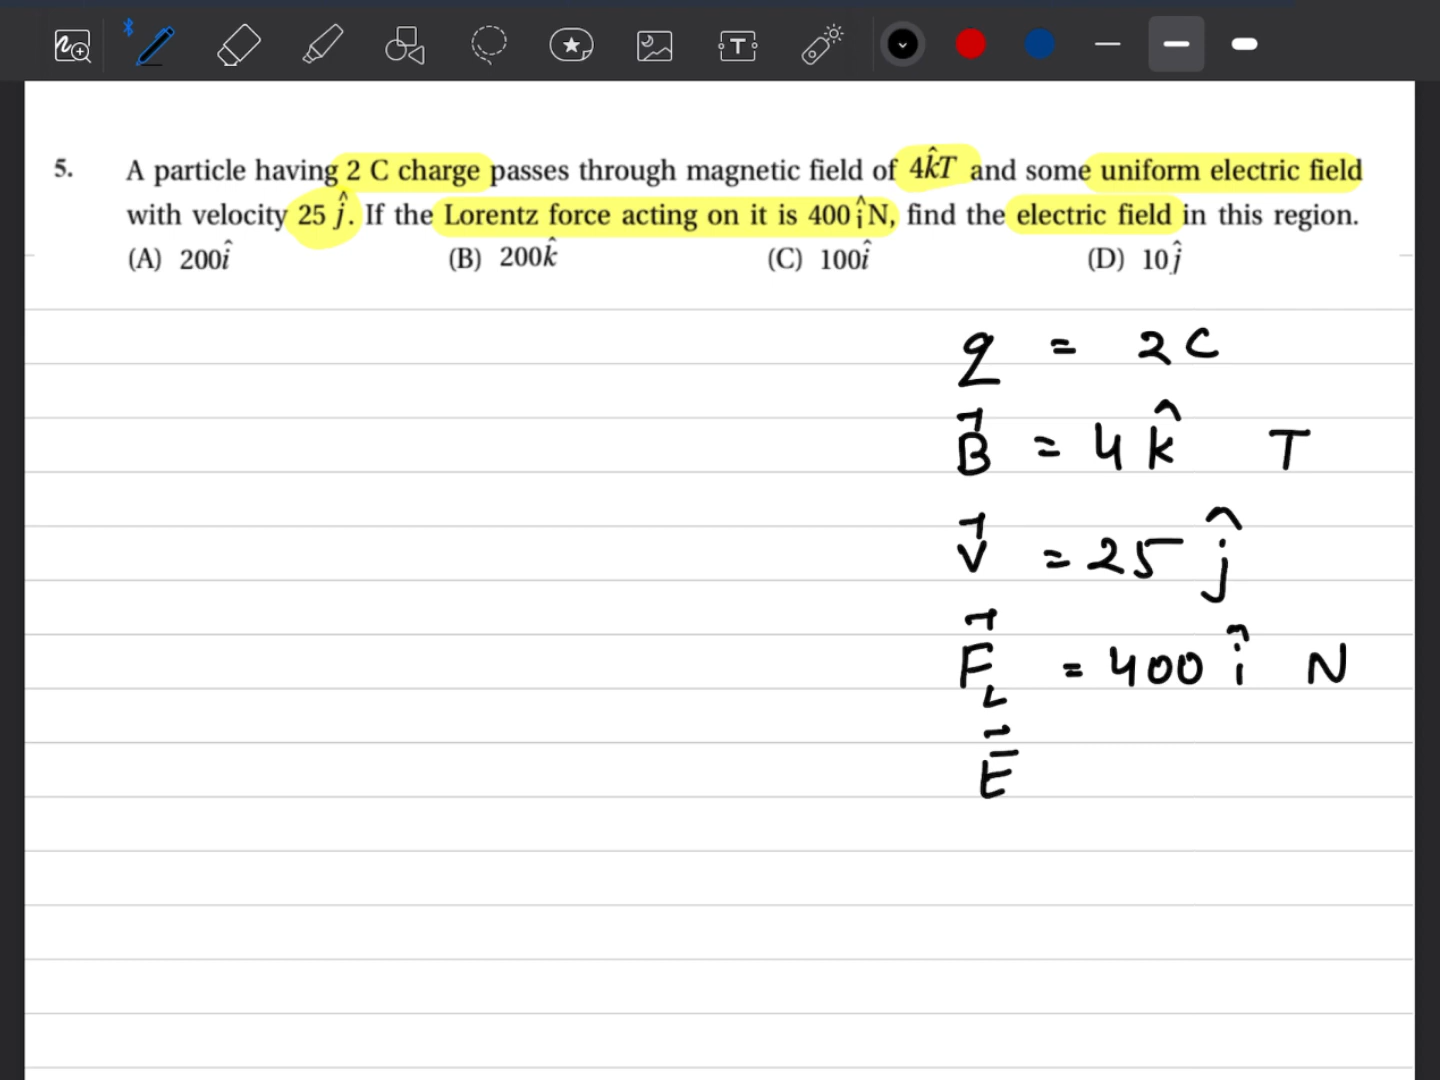 5. A particle having 2 C charge passes through magnetic field of 4k̂T and some uniform electric field
with velocity 25 ĵ. If the Lorentz force acting on it is 400 îN, find the electric field in this region.
(A) 200î (B) 200k̂ (C) 100î (D) 10ĵ
q = 2C
B⃗ = 4 k̂ T
v⃗ = 25 ĵ
F⃗L = 400 î N
E⃗